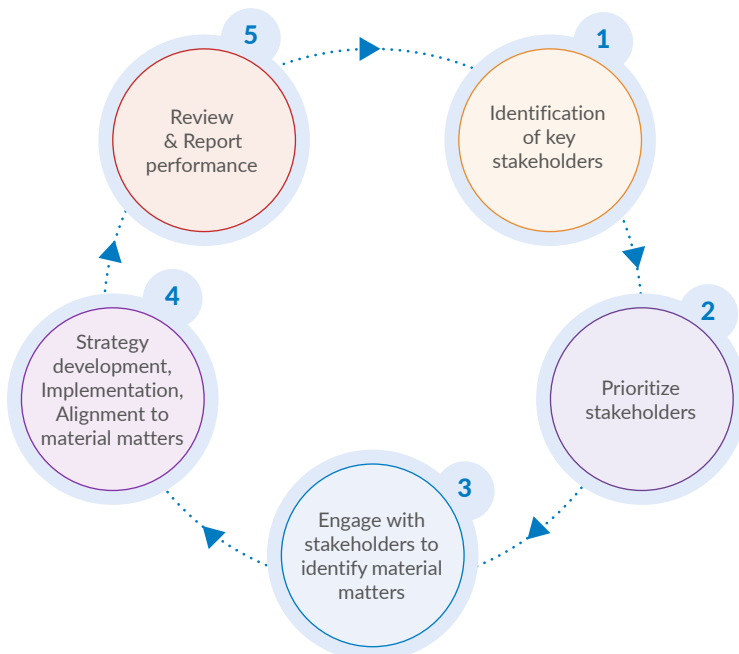 1
Identification
of key
stakeholders
2
Prioritize
stakeholders
3
Engage with
stakeholders to
identify material
matters
4
Strategy
development,
Implementation,
Alignment to
material matters
5
Review
& Report
performance